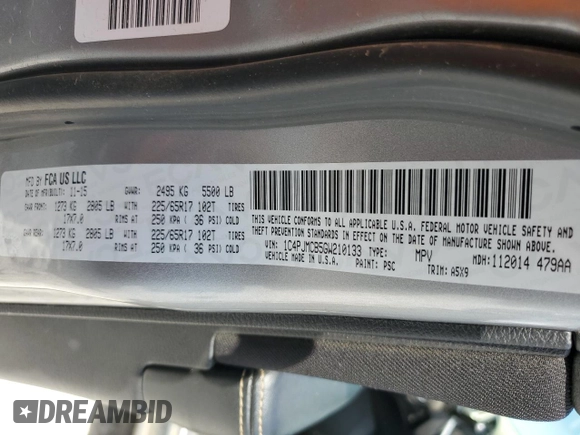 MFD BY FCA US LLC
DATE OF MFR(BUILT): 11-15 GVWR: 2495 KG 5500 LB
GAWR FRONT: 1273 KG 2805 LB 225/65R17 102T TIRES
17X7.0 RIMS AT 250 KPA ( 36 PSI) COLD
GAWR REAR: 1273 KG 2805 LB 225/65R17 102T TIRES
17X7.0 RIMS AT 250 KPA ( 36 PSI) COLD
THIS VEHICLE CONFORMS TO ALL APPLICABLE U.S.A. FEDERAL MOTOR VEHICLE SAFETY AND
THEFT PREVENTION STANDARDS IN EFFECT ON THE DATE OF MANUFACTURE SHOWN ABOVE.
VIN: 1C4PJMCB5GW210133 TYPE: MPV MDH: 112014 479AA
VEHICLE MADE IN U.S.A. PAINT: PSC TRIM: A5X9
DREAMBID